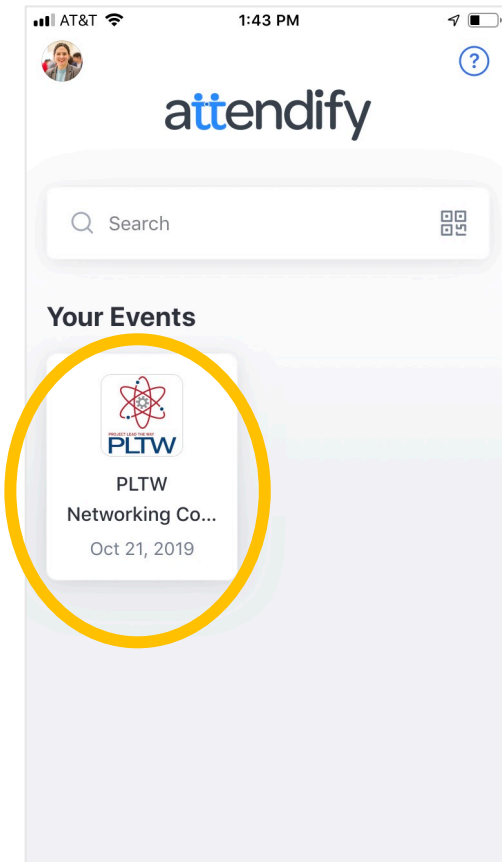 AT&T 1:43 PM
?
attendify
Search
Your Events
PROJECT LEAD THE WAY
PLTW
PLTW
Networking Co...
Oct 21, 2019